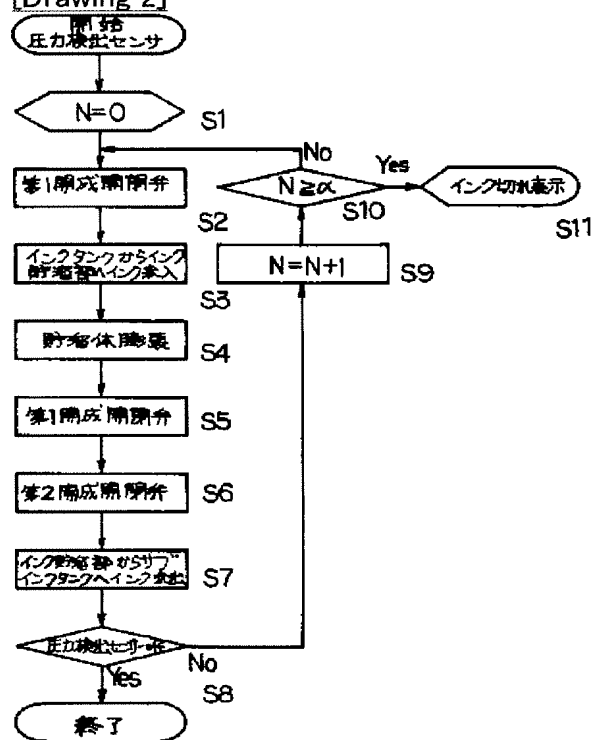 [Drawing 2]
開始
圧力検出センサ
N=0
S1
第1開成開閉弁
S2
インクタンクからインク
貯溜部へインク流入
S3
貯溜体膨張
S4
第1開成開閉弁
S5
第2開成開閉弁
S6
インク貯溜部からサブ
インクタンクへインク流出
S7
圧力検出センサー
Yes
No
S8
終了
N=N+1
S9
N≧α
No
Yes
S10
インク切れ表示
S11